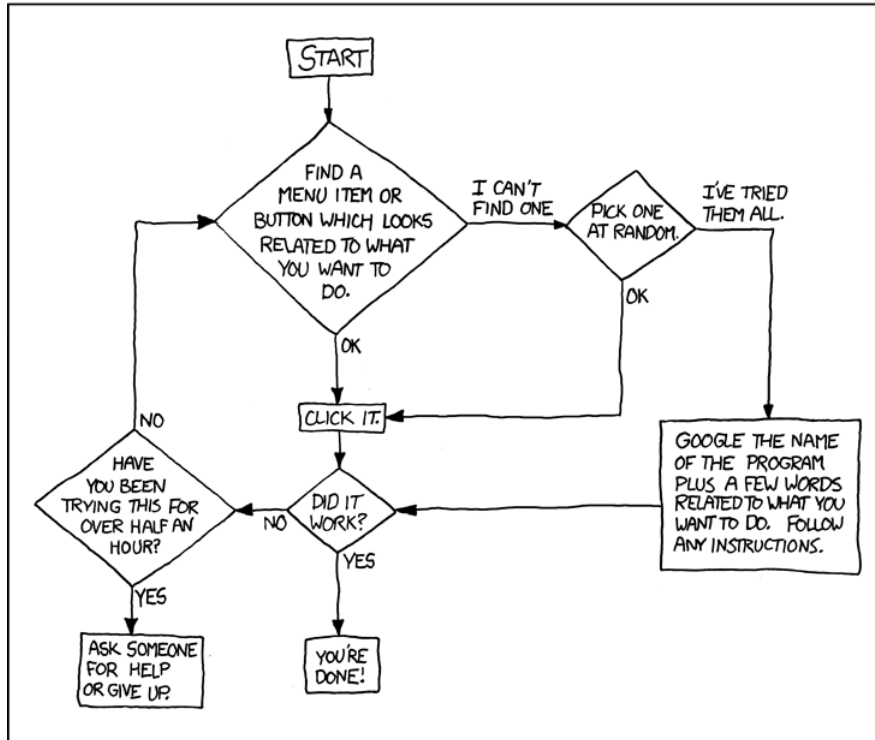 START
FIND A
MENU ITEM OR
BUTTON WHICH LOOKS
RELATED TO WHAT
YOU WANT TO
DO.
I CAN'T
FIND ONE
PICK ONE
AT RANDOM.
I'VE TRIED
THEM ALL.
OK
OK
CLICK IT.
NO
GOOGLE THE NAME
OF THE PROGRAM
PLUS A FEW WORDS
RELATED TO WHAT YOU
WANT TO DO. FOLLOW
ANY INSTRUCTIONS.
HAVE
YOU BEEN
TRYING THIS FOR
OVER HALF AN
HOUR?
NO
DID IT
WORK?
YES
YES
ASK SOMEONE
FOR HELP
OR GIVE UP.
YOU'RE
DONE!